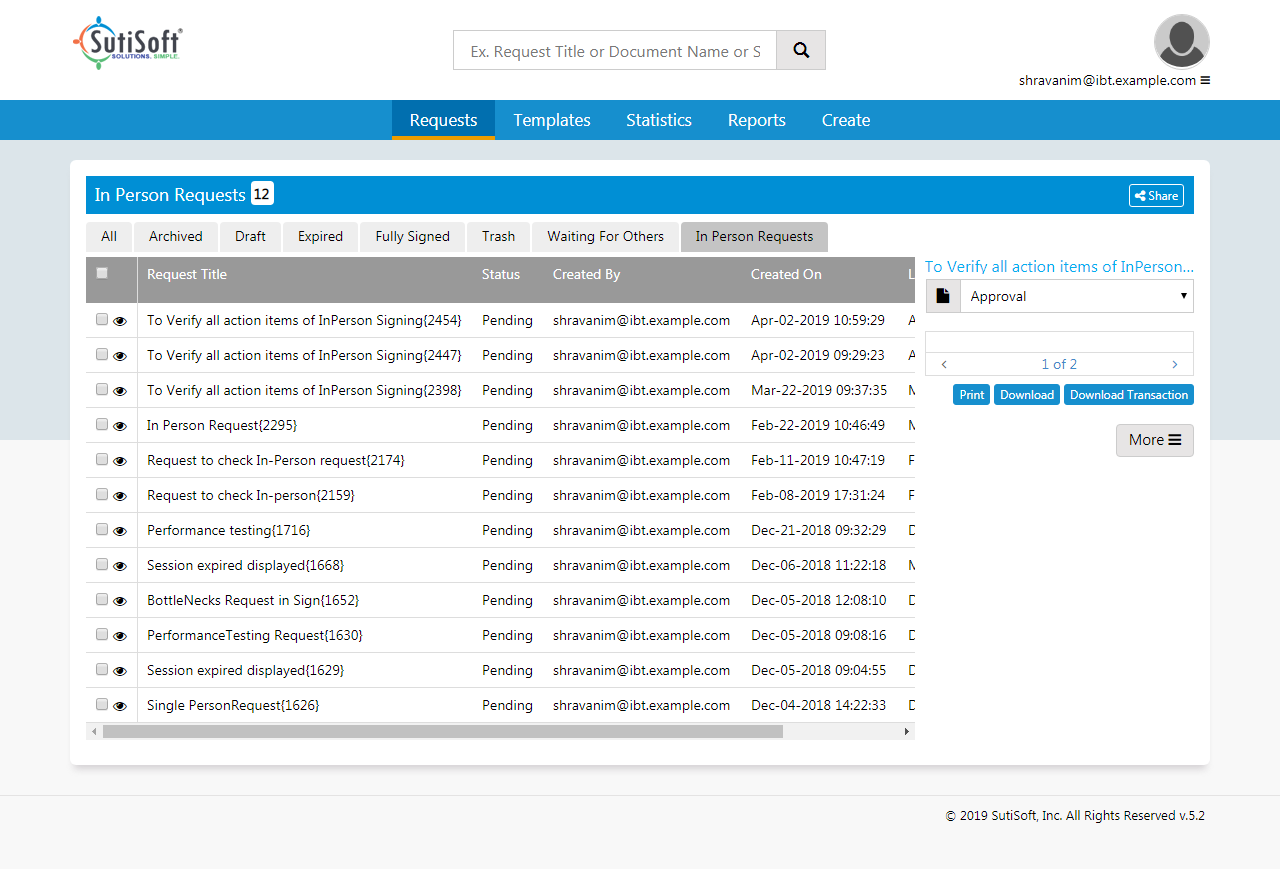 SutiSoft®
SOLUTIONS. SIMPLE.
Ex. Request Title or Document Name or S
shravanim@ibt.example.com
Requests Templates Statistics Reports Create
In Person Requests 12 Share
All Archived Draft Expired Fully Signed Trash Waiting For Others In Person Requests
Request Title Status Created By Created On L
To Verify all action items of InPerson Signing{2454} Pending shravanim@ibt.example.com Apr-02-2019 10:59:29 A
To Verify all action items of InPerson Signing{2447} Pending shravanim@ibt.example.com Apr-02-2019 09:29:23 A
To Verify all action items of InPerson Signing{2398} Pending shravanim@ibt.example.com Mar-22-2019 09:37:35 M
In Person Request{2295} Pending shravanim@ibt.example.com Feb-22-2019 10:46:49 M
Request to check In-Person request{2174} Pending shravanim@ibt.example.com Feb-11-2019 10:47:19 F
Request to check In-person{2159} Pending shravanim@ibt.example.com Feb-08-2019 17:31:24 F
Performance testing{1716} Pending shravanim@ibt.example.com Dec-21-2018 09:32:29 D
Session expired displayed{1668} Pending shravanim@ibt.example.com Dec-06-2018 11:22:18 M
BottleNecks Request in Sign{1652} Pending shravanim@ibt.example.com Dec-05-2018 12:08:10 D
PerformanceTesting Request{1630} Pending shravanim@ibt.example.com Dec-05-2018 09:08:16 D
Session expired displayed{1629} Pending shravanim@ibt.example.com Dec-05-2018 09:04:55 D
Single PersonRequest{1626} Pending shravanim@ibt.example.com Dec-04-2018 14:22:33 D
To Verify all action items of InPerson...
Approval
1 of 2
Print Download Download Transaction
More
© 2019 SutiSoft, Inc. All Rights Reserved v.5.2